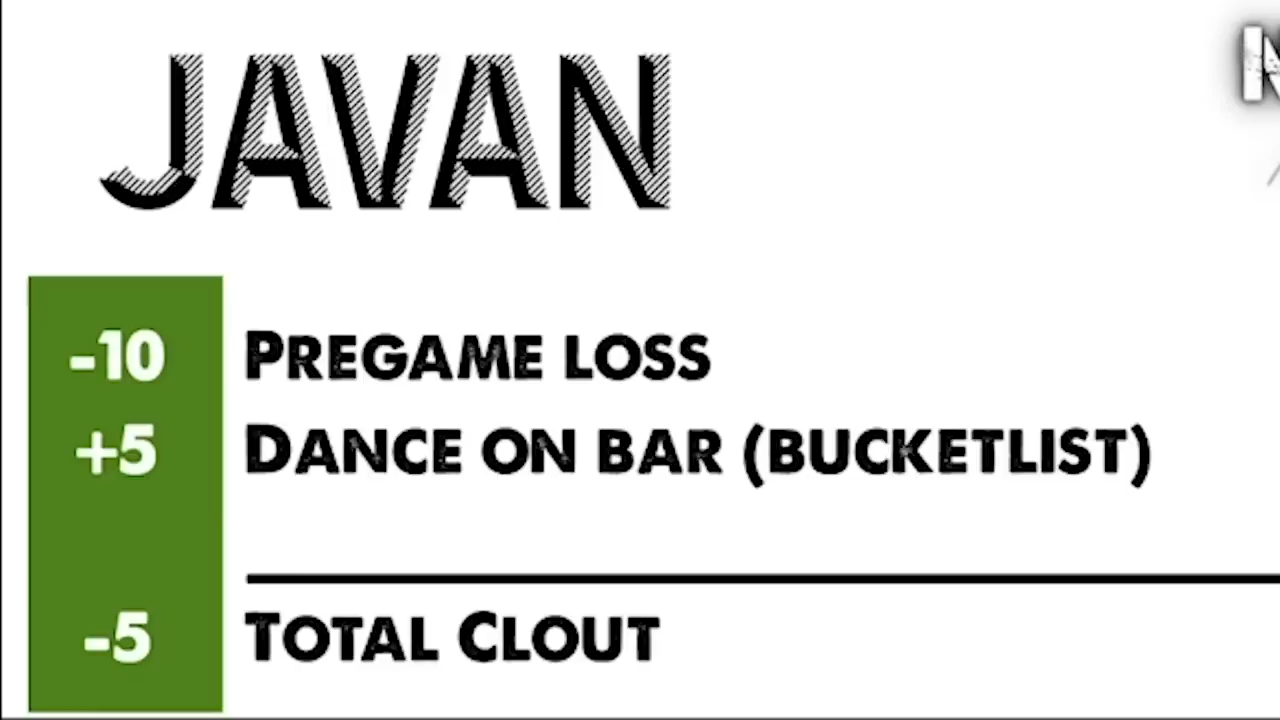 JAVAN
-10 PREGAME LOSS
+5 DANCE ON BAR (BUCKETLIST)
-5 TOTAL CLOUT